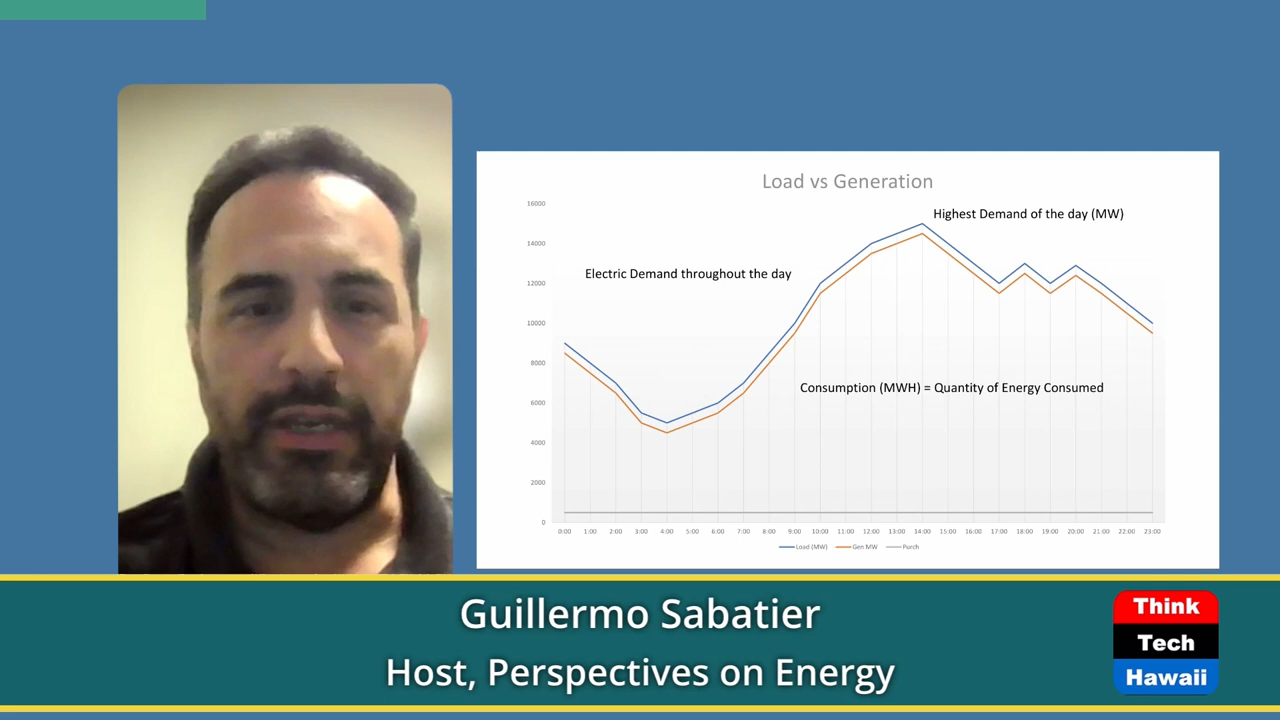 Load vs Generation
Highest Demand of the day (MW)
Electric Demand throughout the day
Consumption (MWH) = Quantity of Energy Consumed
16000
14000
12000
10000
8000
6000
4000
2000
0
0:00 1:00 2:00 3:00 4:00 5:00 6:00 7:00 8:00 9:00 10:00 11:00 12:00 13:00 14:00 15:00 16:00 17:00 18:00 19:00 20:00 21:00 22:00 23:00
Load (MW) Gen MW Purch
Guillermo Sabatier
Host, Perspectives on Energy
Think
Tech
Hawaii